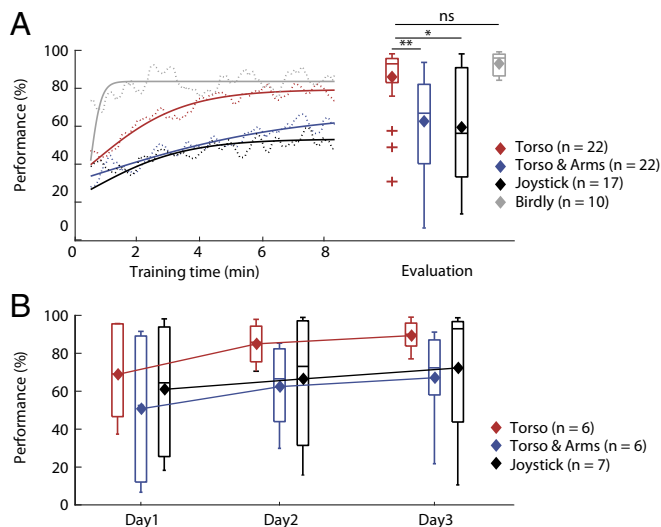 A
ns
*
**
100
80
60
40
20
0
Performance (%)
2
4
6
8
Training time (min)
Evaluation
Torso (n = 22)
Torso & Arms (n = 22)
Joystick (n = 17)
Birdly (n = 10)
B
100
80
60
40
20
0
Performance (%)
Day1
Day2
Day3
Torso (n = 6)
Torso & Arms (n = 6)
Joystick (n = 7)